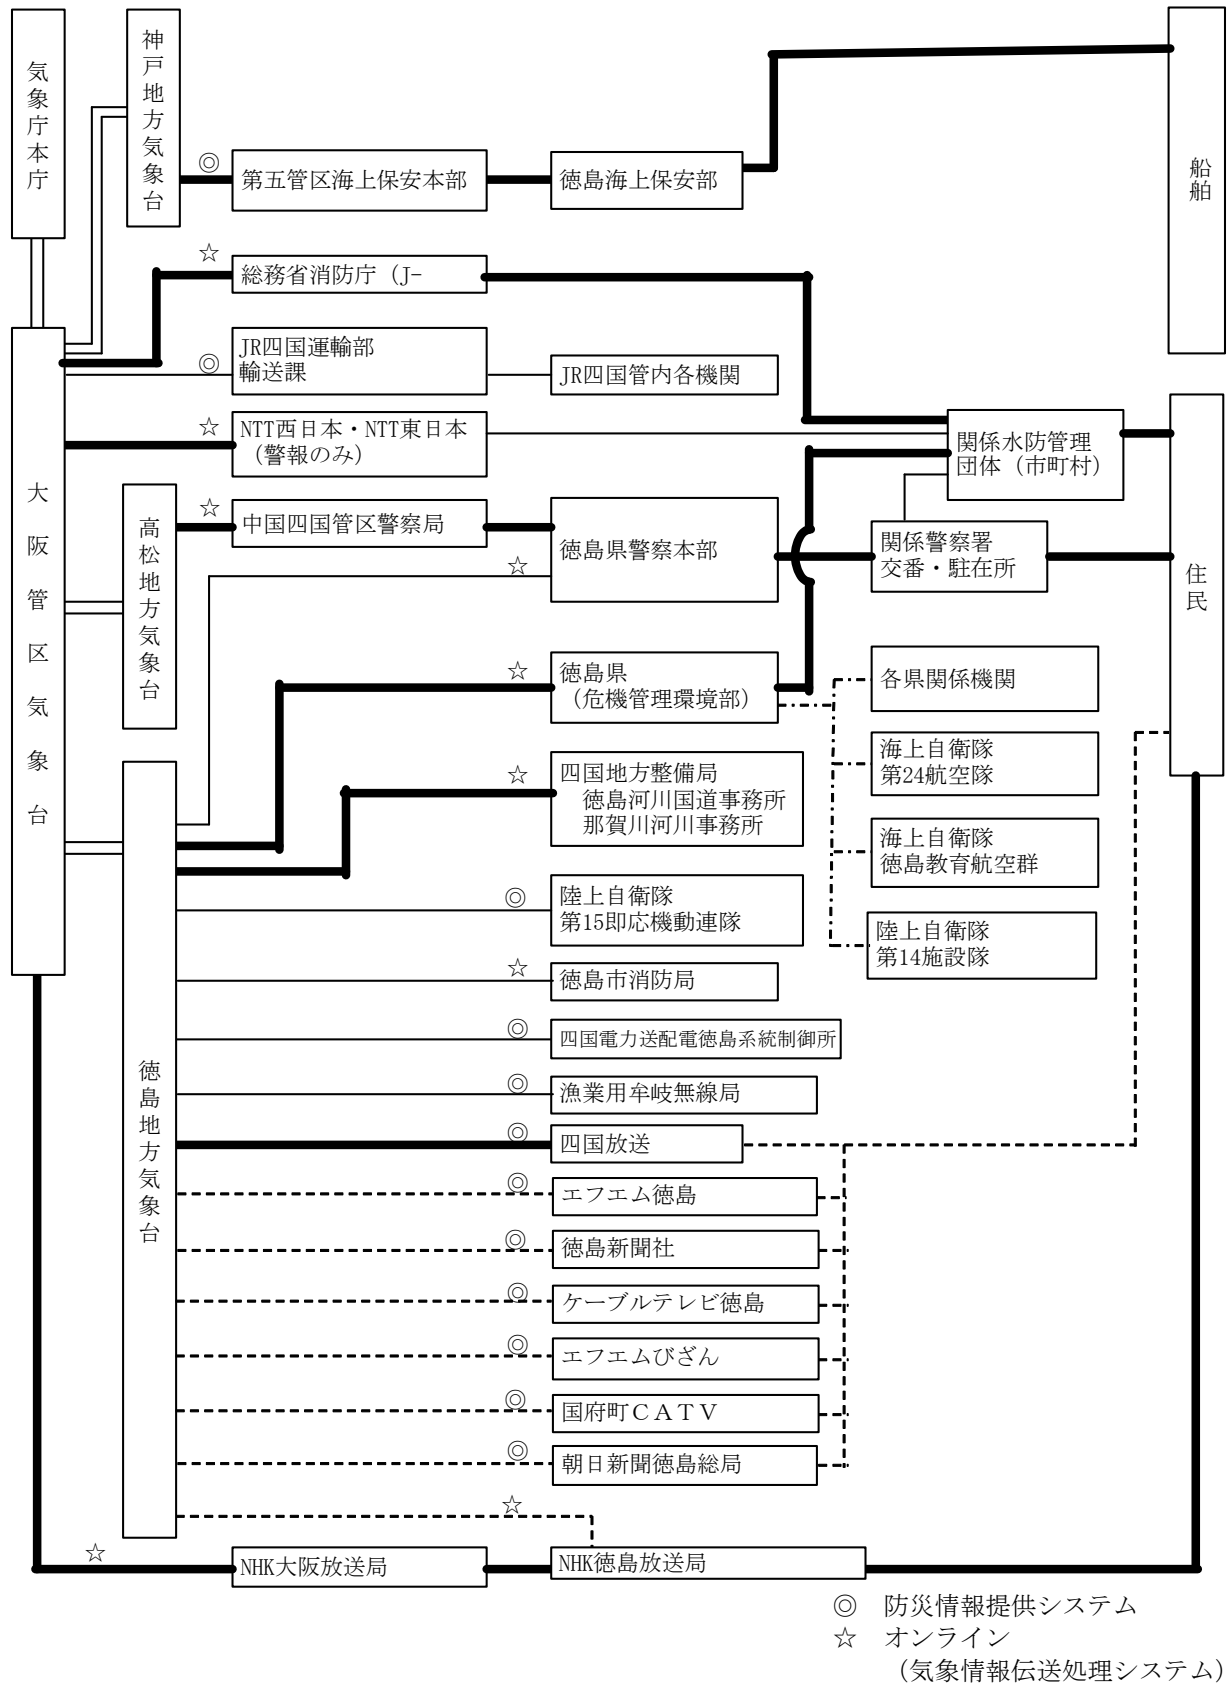 気象庁本庁
神戸地方気象台
船舶
◎
第五管区海上保安本部
徳島海上保安部
☆
総務省消防庁（J-
大阪管区気象台
◎
JR四国運輸部
輸送課
JR四国管内各機関
☆
NTT西日本・NTT東日本
（警報のみ）
関係水防管理
団体（市町村）
住民
高松地方気象台
☆
中国四国管区警察局
徳島県警察本部
☆
関係警察署
交番・駐在所
☆
徳島県
（危機管理環境部）
各県関係機関
海上自衛隊
第24航空隊
海上自衛隊
徳島教育航空群
陸上自衛隊
第14施設隊
徳島地方気象台
☆
四国地方整備局
徳島河川国道事務所
那賀川河川事務所
◎
陸上自衛隊
第15即応機動連隊
☆
徳島市消防局
◎
四国電力送配電徳島系統制御所
◎
漁業用牟岐無線局
◎
四国放送
◎
エフエム徳島
◎
徳島新聞社
◎
ケーブルテレビ徳島
◎
エフエムびざん
◎
国府町ＣＡＴＶ
◎
朝日新聞徳島総局
☆
☆
NHK大阪放送局
NHK徳島放送局
◎　防災情報提供システム
☆　オンライン
（気象情報伝送処理システム）